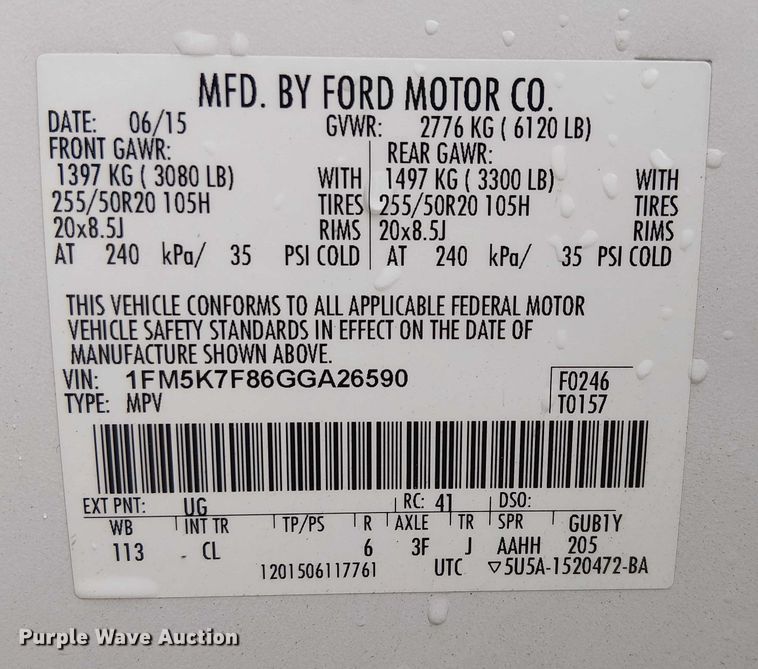 MFD. BY FORD MOTOR CO.
DATE: 06/15 GVWR: 2776 KG ( 6120 LB)
FRONT GAWR: REAR GAWR:
1397 KG ( 3080 LB) WITH 1497 KG ( 3300 LB) WITH
255/50R20 105H TIRES 255/50R20 105H TIRES
20x8.5J RIMS 20x8.5J RIMS
AT 240 kPa/ 35 PSI COLD AT 240 kPa/ 35 PSI COLD
THIS VEHICLE CONFORMS TO ALL APPLICABLE FEDERAL MOTOR
VEHICLE SAFETY STANDARDS IN EFFECT ON THE DATE OF
MANUFACTURE SHOWN ABOVE.
VIN: 1FM5K7F86GGA26590 F0246
TYPE: MPV T0157
EXT PNT: UG RC: 41 DSO:
WB INT TR TP/PS R AXLE TR SPR GUB1Y
113 CL 6 3F J AAHH 205
1201506117761 UTC ▽5U5A-1520472-BA
Purple Wave Auction